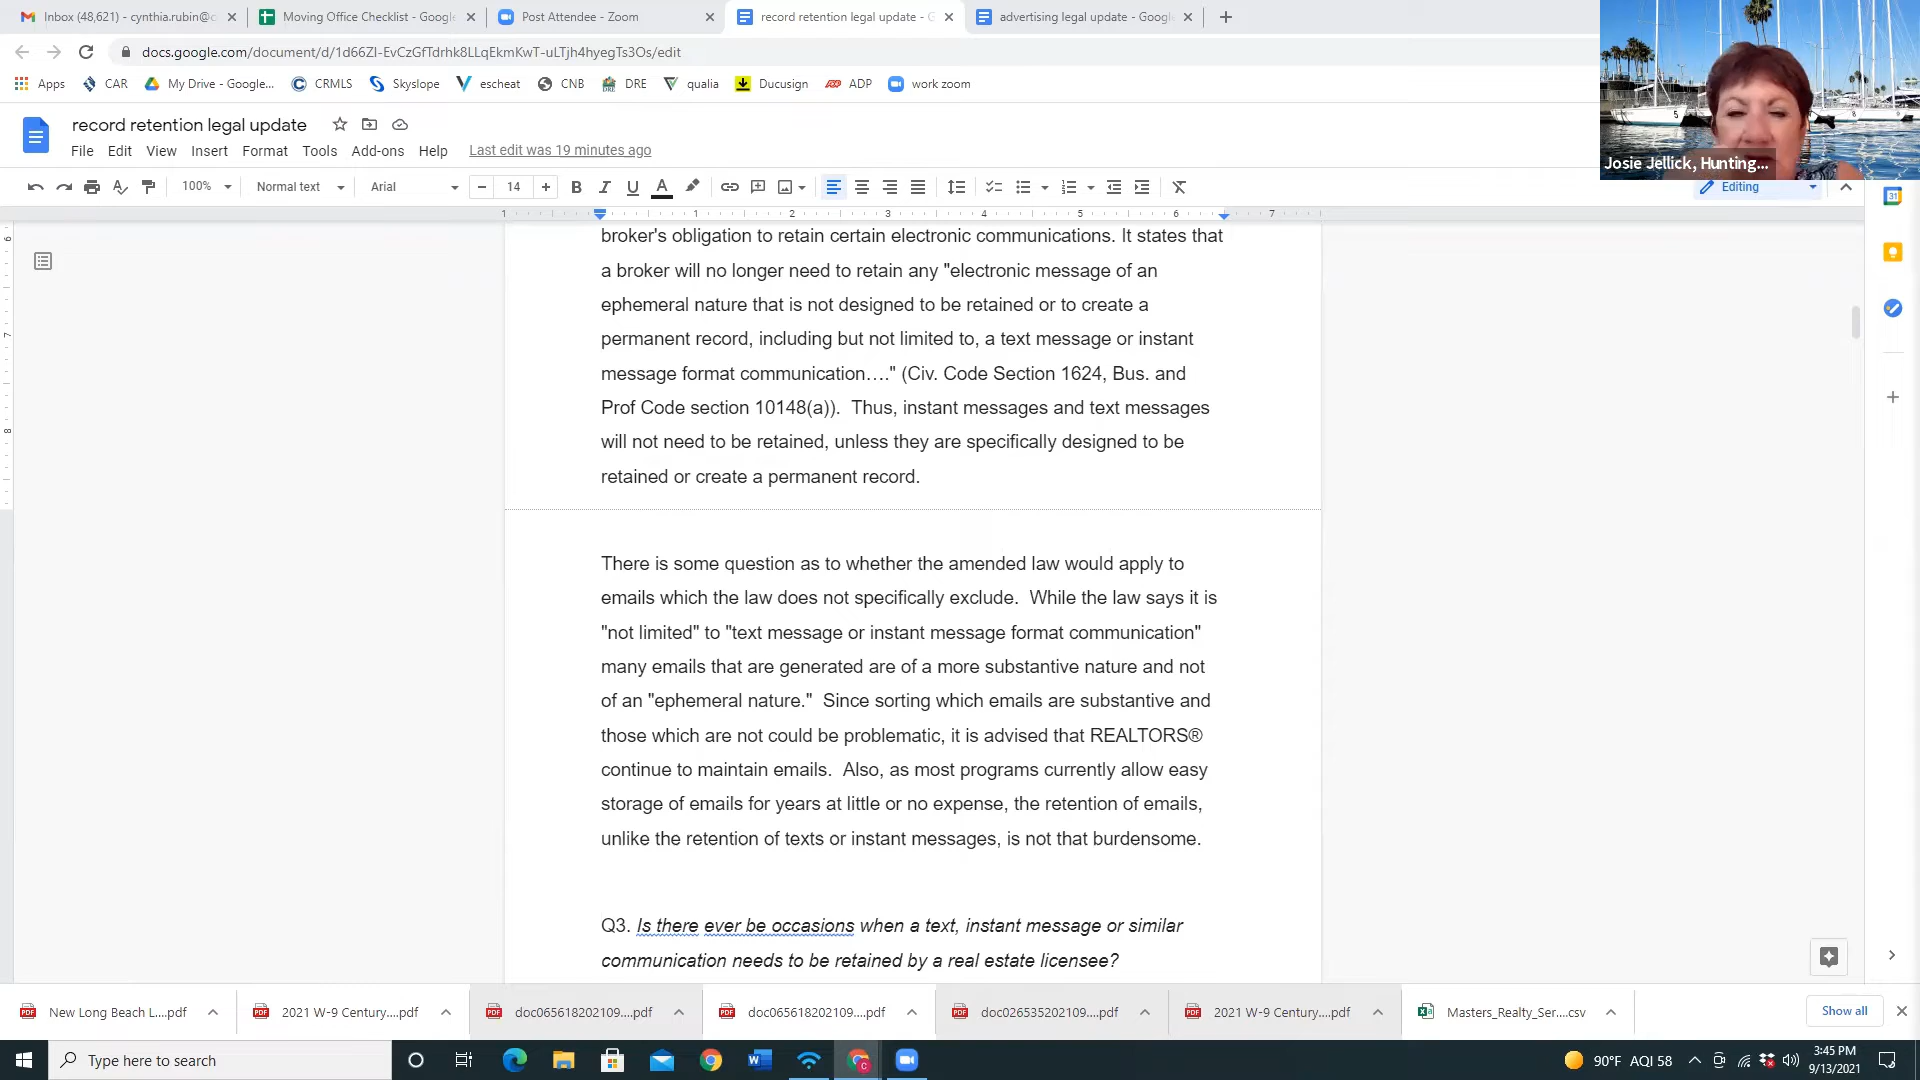 Inbox (48,621) - cynthia.rubin@c
Moving Office Checklist - Google
Post Attendee - Zoom
record retention legal update - G
advertising legal update - Google
docs.google.com/document/d/1d66ZI-EvCzGfTdrhk8LLqEkmKwT-uLTjh4hyegTs3Os/edit
Apps CAR My Drive - Google... CRMLS Skyslope escheat CNB DRE qualia Ducusign ADP work zoom
record retention legal update
File Edit View Insert Format Tools Add-ons Help Last edit was 19 minutes ago
100% Normal text Arial 14 Editing
Josie Jellick, Hunting...
1 1 2 3 4 5 6 7
broker's obligation to retain certain electronic communications. It states that
a broker will no longer need to retain any "electronic message of an
ephemeral nature that is not designed to be retained or to create a
permanent record, including but not limited to, a text message or instant
message format communication…." (Civ. Code Section 1624, Bus. and
Prof Code section 10148(a)).  Thus, instant messages and text messages
will not need to be retained, unless they are specifically designed to be
retained or create a permanent record.
There is some question as to whether the amended law would apply to
emails which the law does not specifically exclude.  While the law says it is
"not limited" to "text message or instant message format communication"
many emails that are generated are of a more substantive nature and not
of an "ephemeral nature."  Since sorting which emails are substantive and
those which are not could be problematic, it is advised that REALTORS®
continue to maintain emails.  Also, as most programs currently allow easy
storage of emails for years at little or no expense, the retention of emails,
unlike the retention of texts or instant messages, is not that burdensome.
Q3. Is there ever be occasions when a text, instant message or similar
communication needs to be retained by a real estate licensee?
New Long Beach L....pdf
2021 W-9 Century....pdf
doc065618202109....pdf
doc065618202109....pdf
doc026535202109....pdf
2021 W-9 Century....pdf
Masters_Realty_Ser....csv
Show all
Type here to search
90°F AQI 58
3:45 PM
9/13/2021